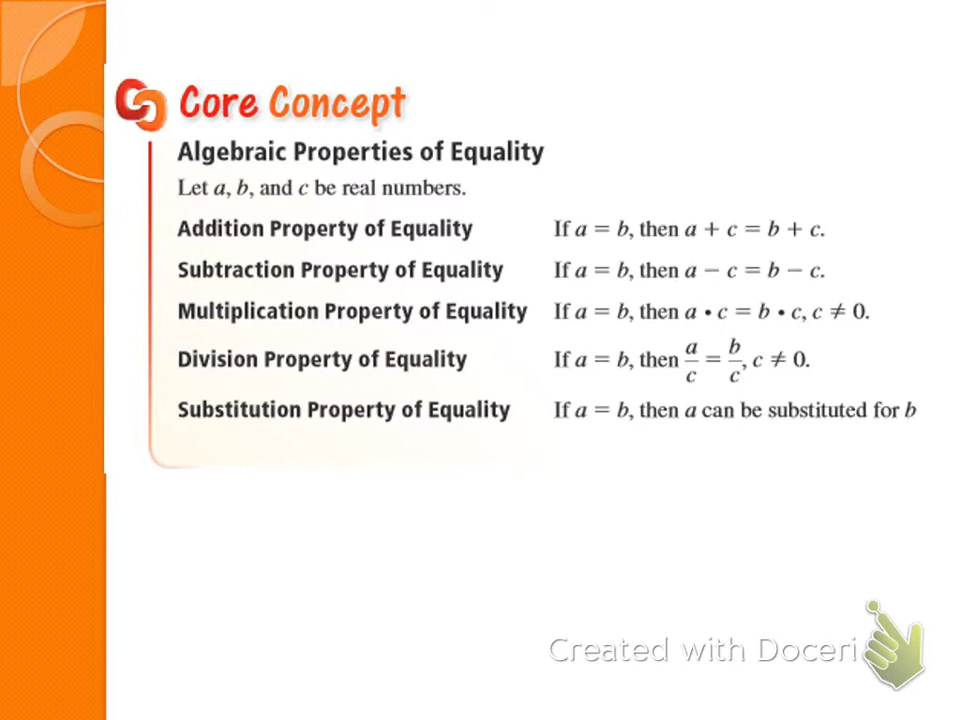 Core Concept
Algebraic Properties of Equality
Let a, b, and c be real numbers.
Addition Property of Equality If a = b, then a + c = b + c.
Subtraction Property of Equality If a = b, then a − c = b − c.
Multiplication Property of Equality If a = b, then a • c = b • c, c ≠ 0.
Division Property of Equality If a = b, then a/c = b/c, c ≠ 0.
Substitution Property of Equality If a = b, then a can be substituted for b
Created with Doceri